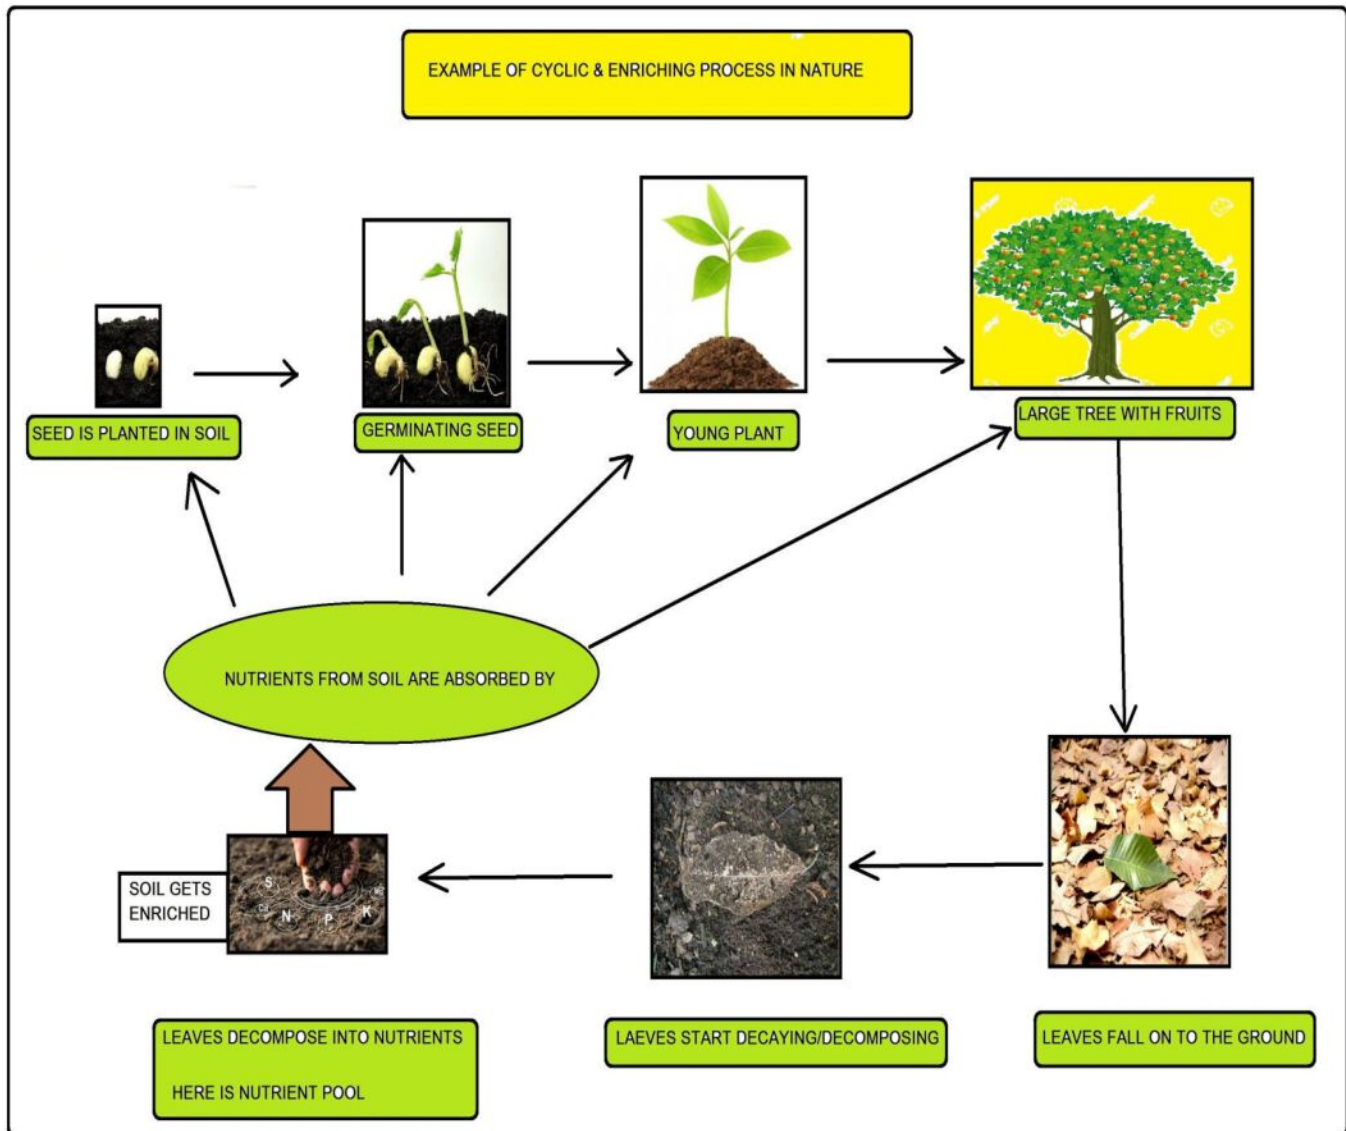 EXAMPLE OF CYCLIC & ENRICHING PROCESS IN NATURE
SEED IS PLANTED IN SOIL
GERMINATING SEED
YOUNG PLANT
LARGE TREE WITH FRUITS
NUTRIENTS FROM SOIL ARE ABSORBED BY
SOIL GETS
ENRICHED
S
N
P
K
LEAVES DECOMPOSE INTO NUTRIENTS
HERE IS NUTRIENT POOL
LAEVES START DECAYING/DECOMPOSING
LEAVES FALL ON TO THE GROUND